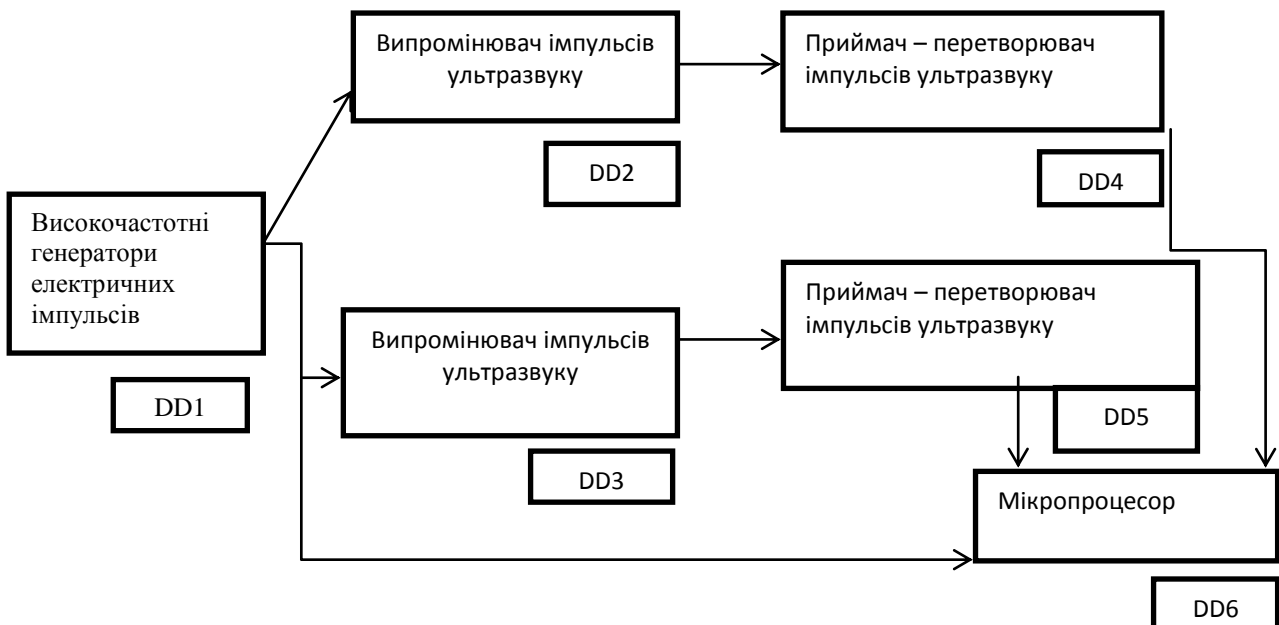 Випромінювач імпульсів
ультразвуку
Приймач – перетворювач
імпульсів ультразвуку
DD2
DD4
Високочастотні
генератори
електричних
імпульсів
DD1
Випромінювач імпульсів
ультразвуку
Приймач – перетворювач
імпульсів ультразвуку
DD3
DD5
Мікропроцесор
DD6